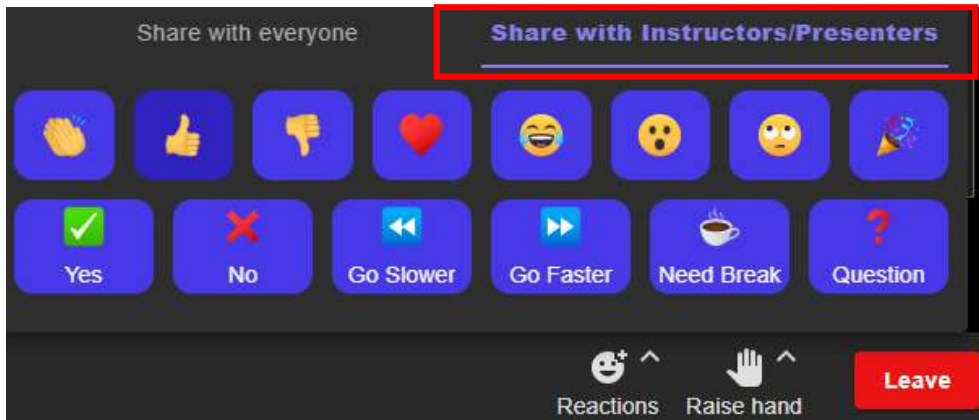 Share with everyone Share with Instructors/Presenters
Yes No Go Slower Go Faster Need Break Question
Reactions Raise hand Leave